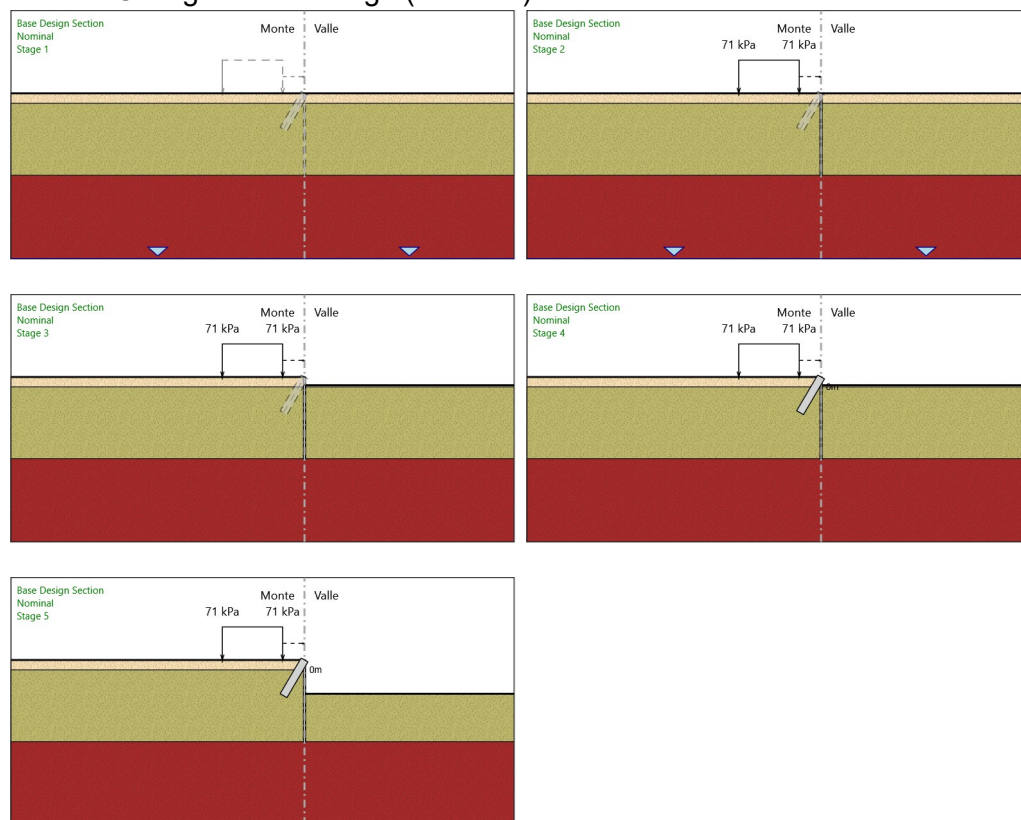 Base Design Section
Nominal
Stage 1
Monte Valle
Base Design Section
Nominal
Stage 2
Monte Valle
71 kPa 71 kPa
Base Design Section
Nominal
Stage 3
Monte Valle
71 kPa 71 kPa
Base Design Section
Nominal
Stage 4
Monte Valle
71 kPa 71 kPa
0m
Base Design Section
Nominal
Stage 5
Monte Valle
71 kPa 71 kPa
0m